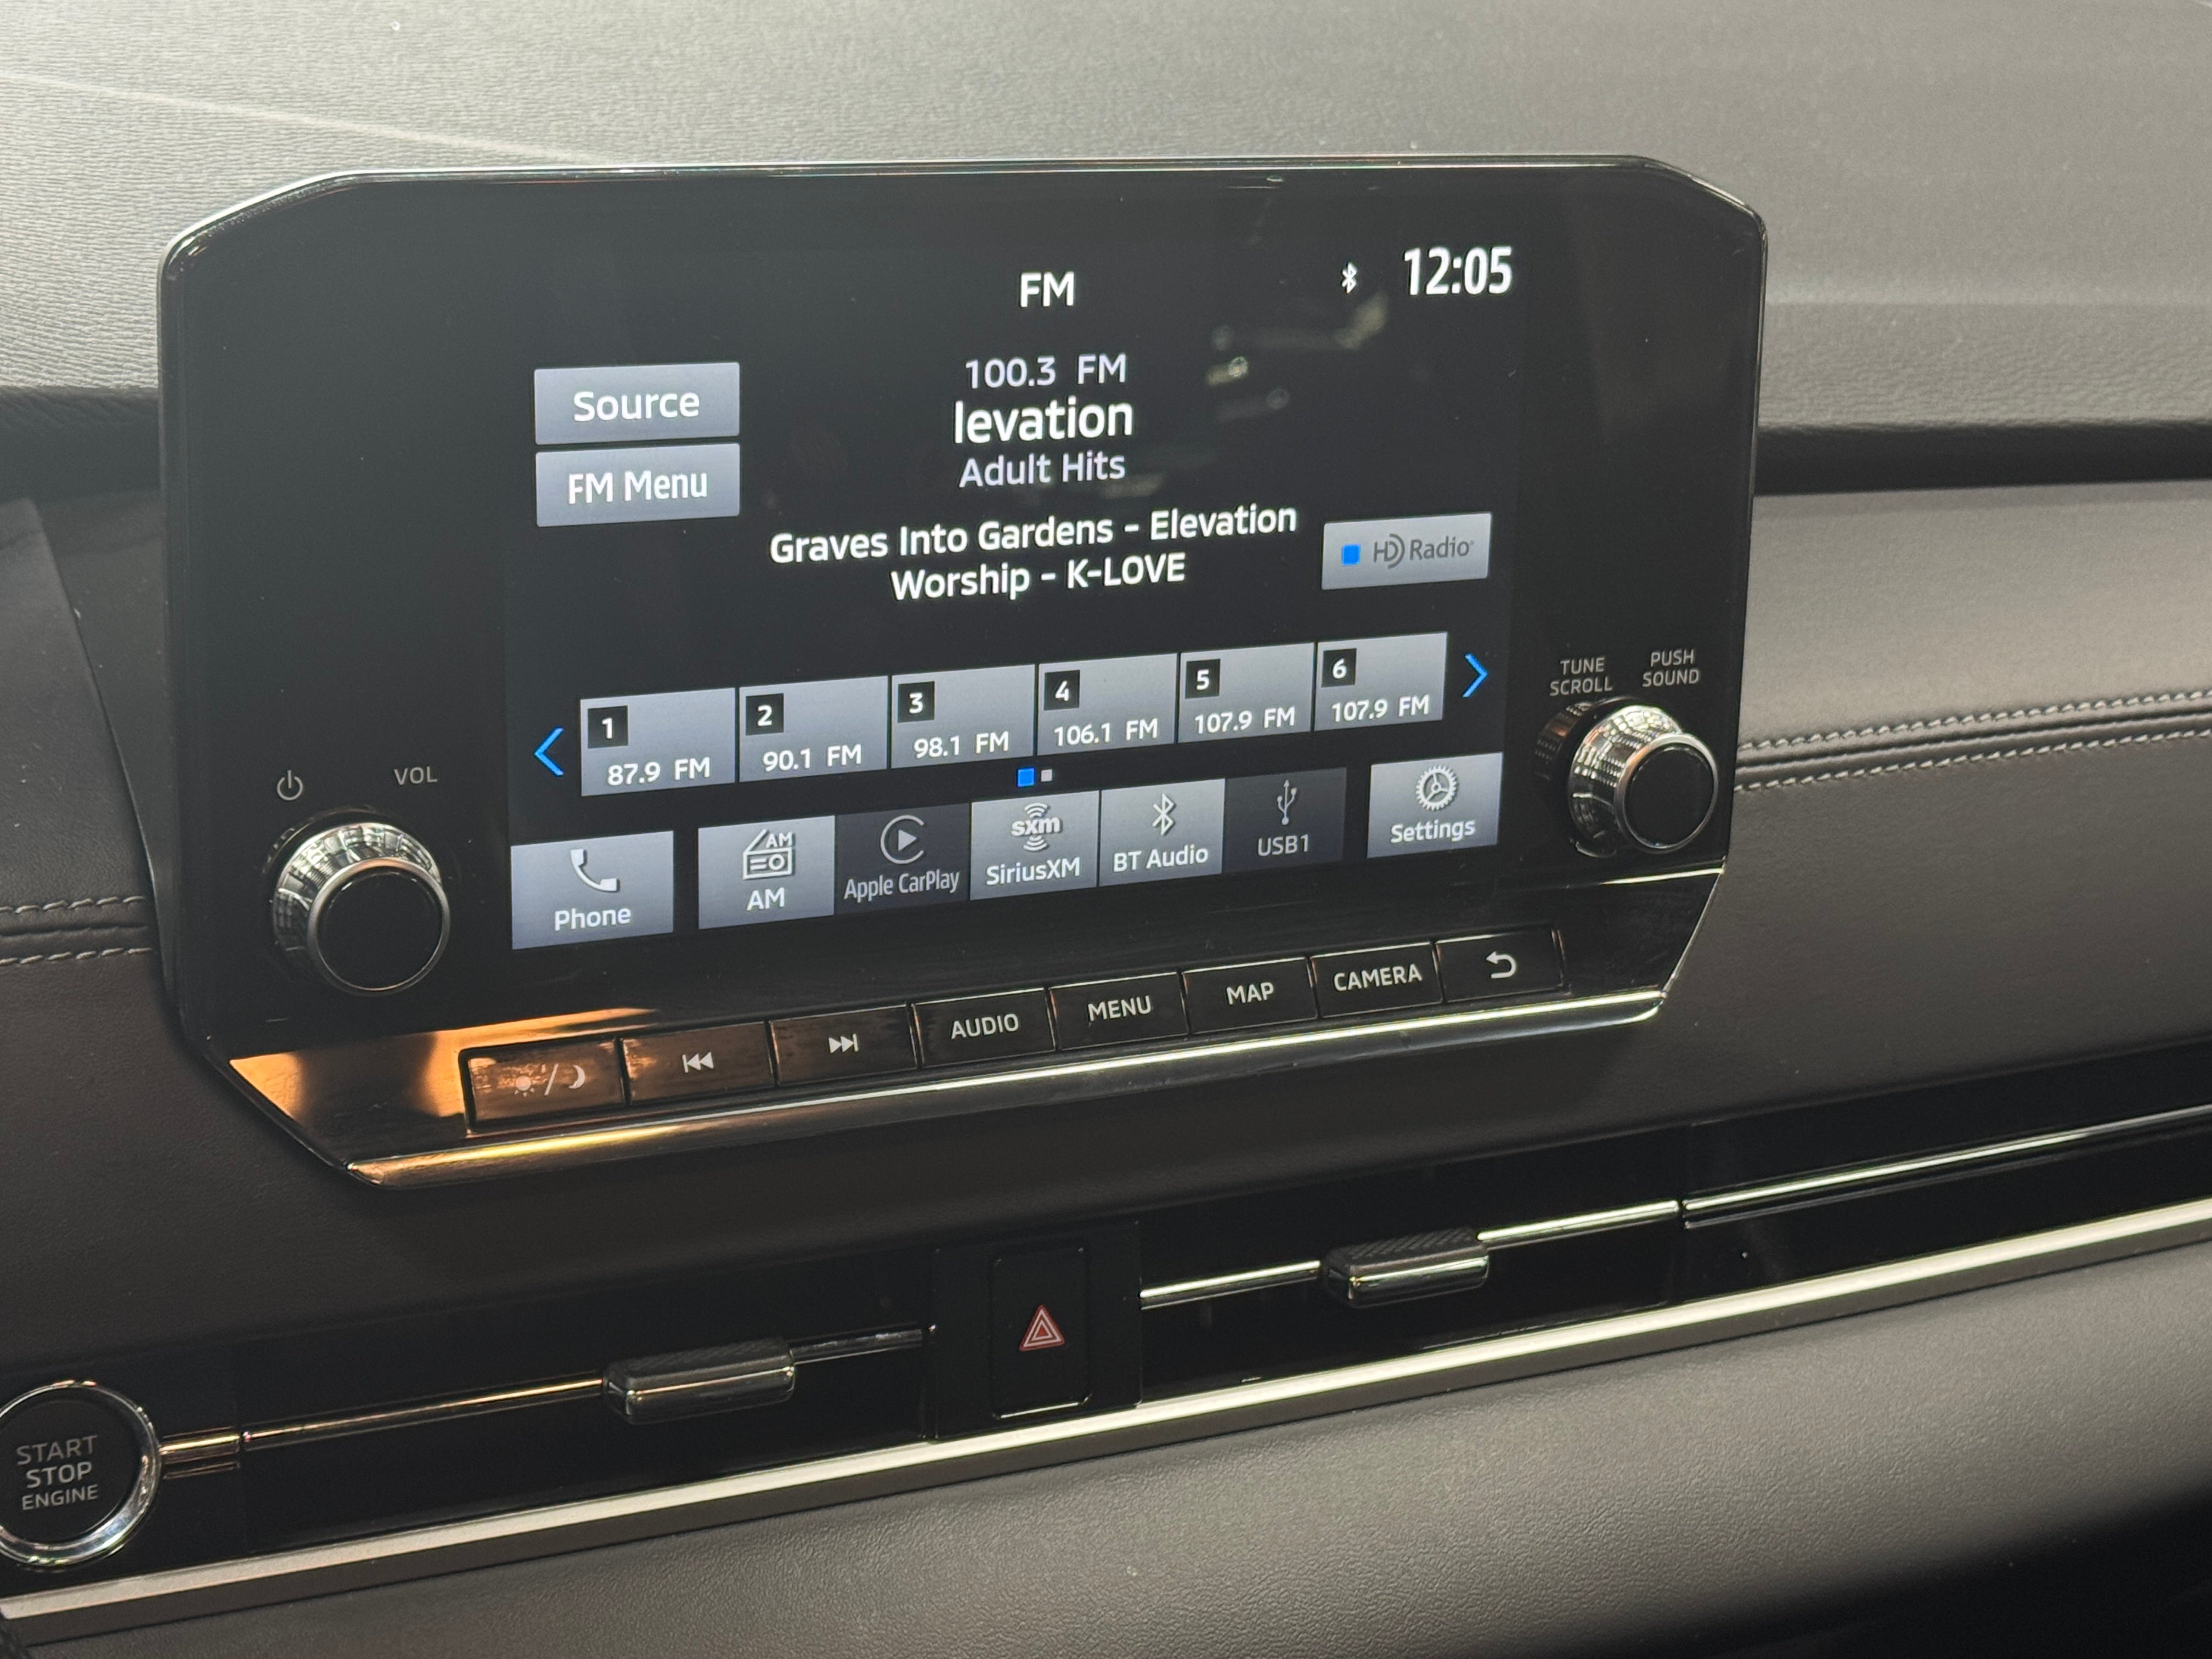 FM
12:05
Source
FM Menu
100.3 FM
levation
Adult Hits
Graves Into Gardens - Elevation
Worship - K-LOVE
HD Radio
1
87.9 FM
2
90.1 FM
3
98.1 FM
4
106.1 FM
5
107.9 FM
6
107.9 FM
TUNE
SCROLL
PUSH
SOUND
VOL
Phone
AM
AM
Apple CarPlay
sxm
SiriusXM
BT Audio
USB1
Settings
AUDIO
MENU
MAP
CAMERA
START
STOP
ENGINE